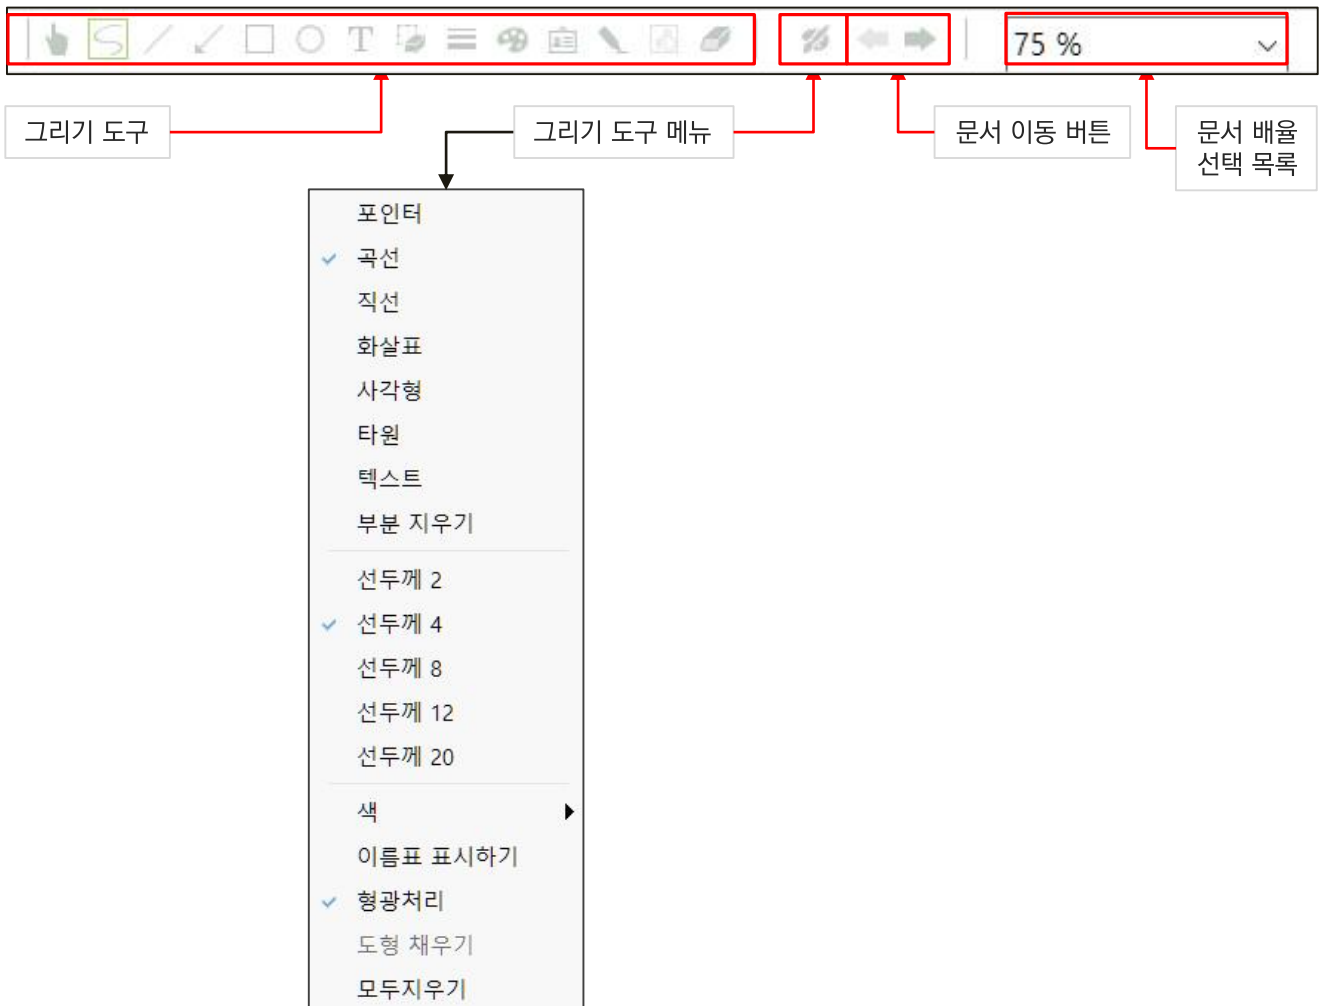 T
75 %
그리기 도구
그리기 도구 메뉴
문서 이동 버튼
문서 배율
선택 목록
포인터
곡선
직선
화살표
사각형
타원
텍스트
부분 지우기
선두께 2
선두께 4
선두께 8
선두께 12
선두께 20
색
이름표 표시하기
형광처리
도형 채우기
모두지우기